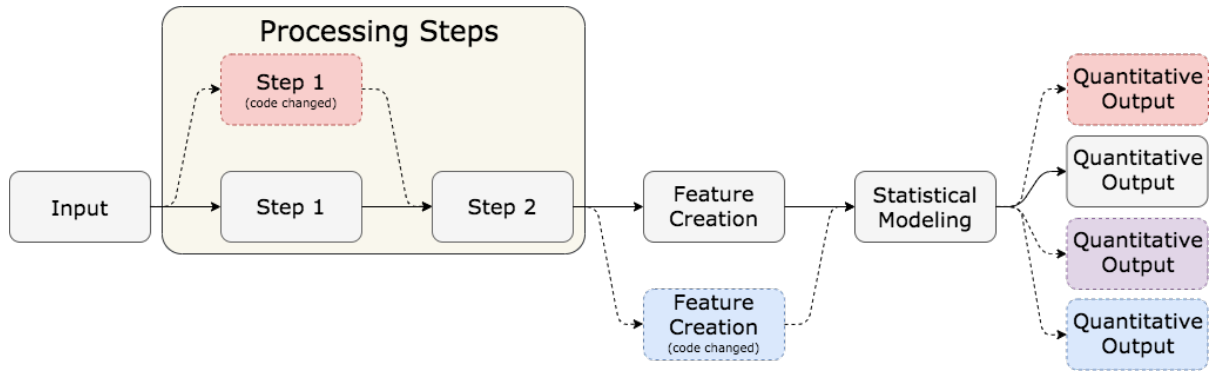 Processing Steps
Step 1
(code changed)
Input
Step 1
Step 2
Feature
Creation
Feature
Creation
(code changed)
Statistical
Modeling
Quantitative
Output
Quantitative
Output
Quantitative
Output
Quantitative
Output